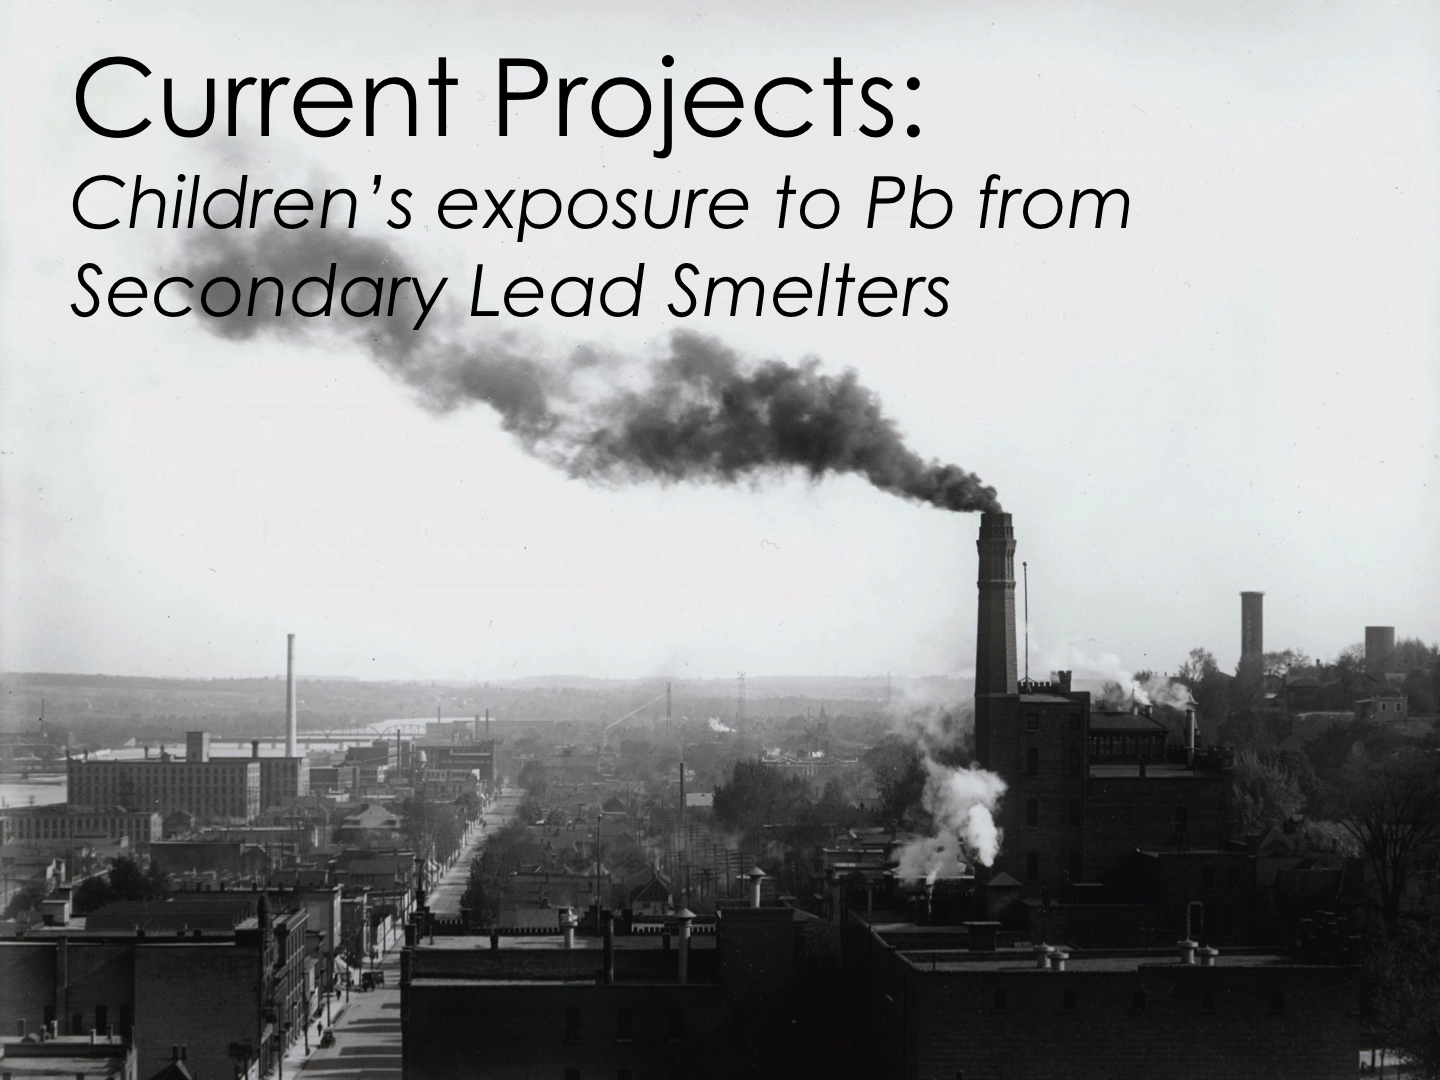 Current Projects:
Children’s exposure to Pb from
Secondary Lead Smelters